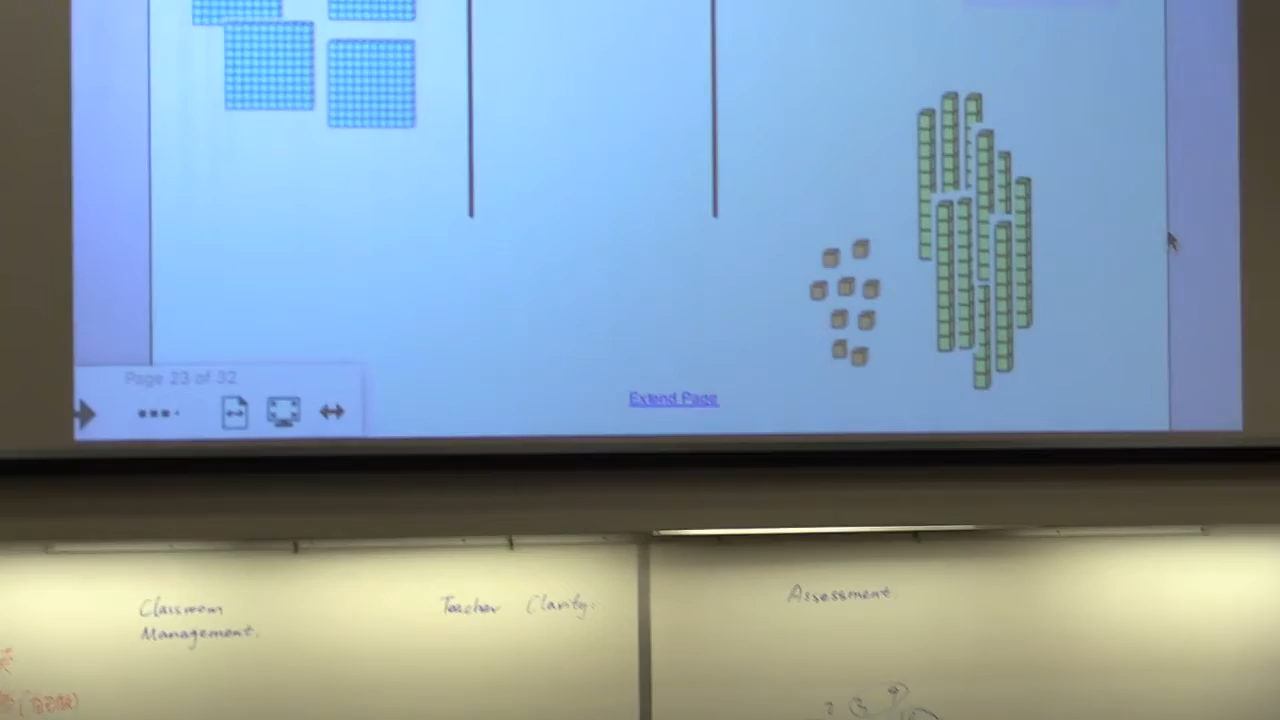 Page 23 of 32
Extend Page
Classroom
Management.
Teacher Clarity.
Assessment.